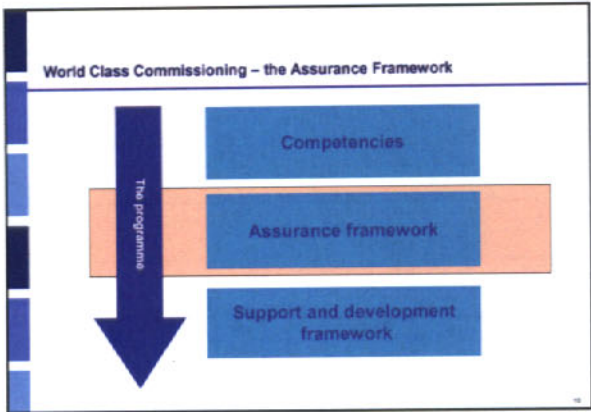 World Class Commissioning – the Assurance Framework
The programme
Competencies
Assurance framework
Support and development
framework